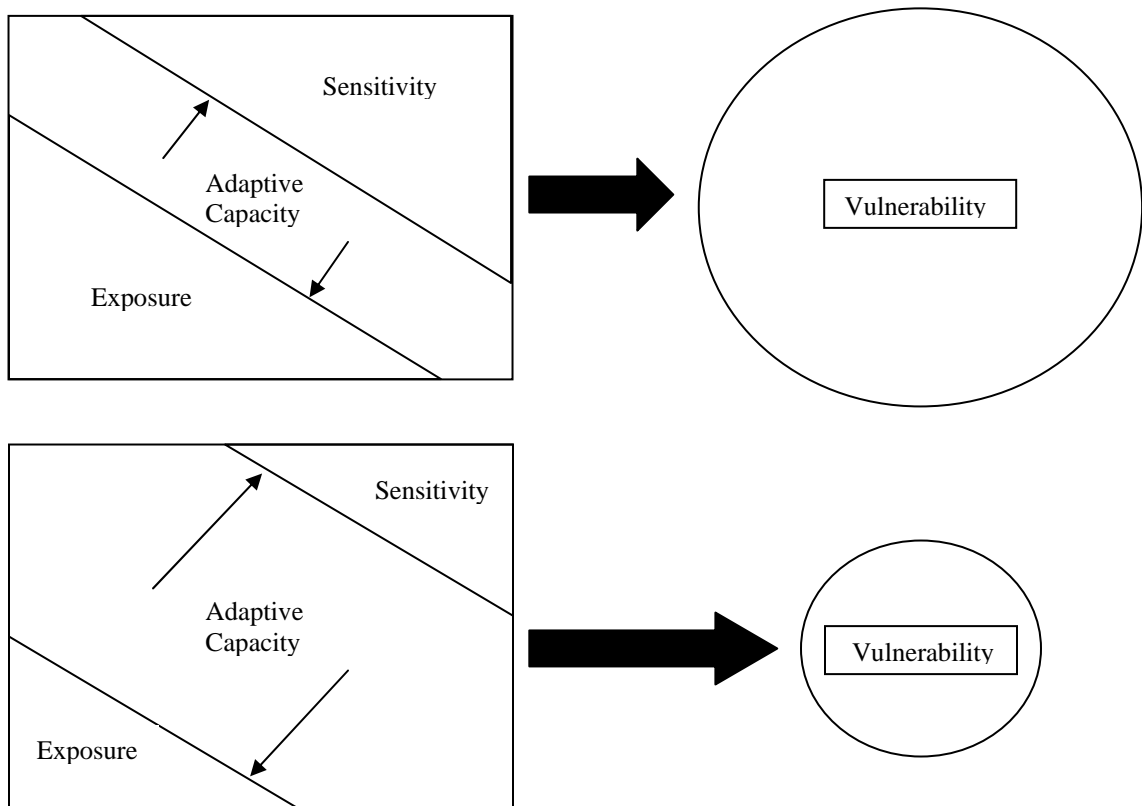 Sensitivity
Adaptive
Capacity
Exposure
Vulnerability
Sensitivity
Adaptive
Capacity
Exposure
Vulnerability